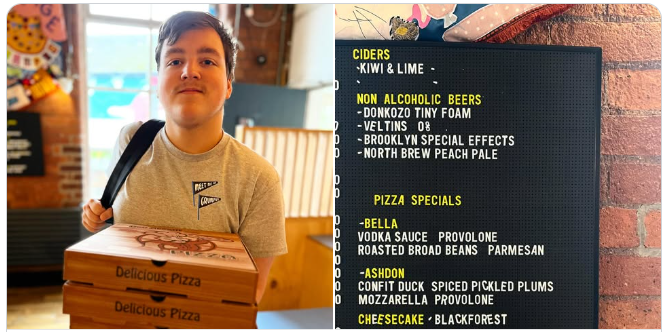 PIZZA
Delicious Pizza
Delicious Pizza
CIDERS
-KIWI & LIME -
NON ALCOHOLIC BEERS
-DONKOZO TINY FOAM
-VELTINS 0%
-BROOKLYN SPECIAL EFFECTS
-NORTH BREW PEACH PALE
PIZZA SPECIALS
-BELLA
VODKA SAUCE PROVOLONE
ROASTED BROAD BEANS PARMESAN
-ASHDON
CONFIT DUCK SPICED PICKLED PLUMS
MOZZARELLA PROVOLONE
CHEESECAKE · BLACKFOREST